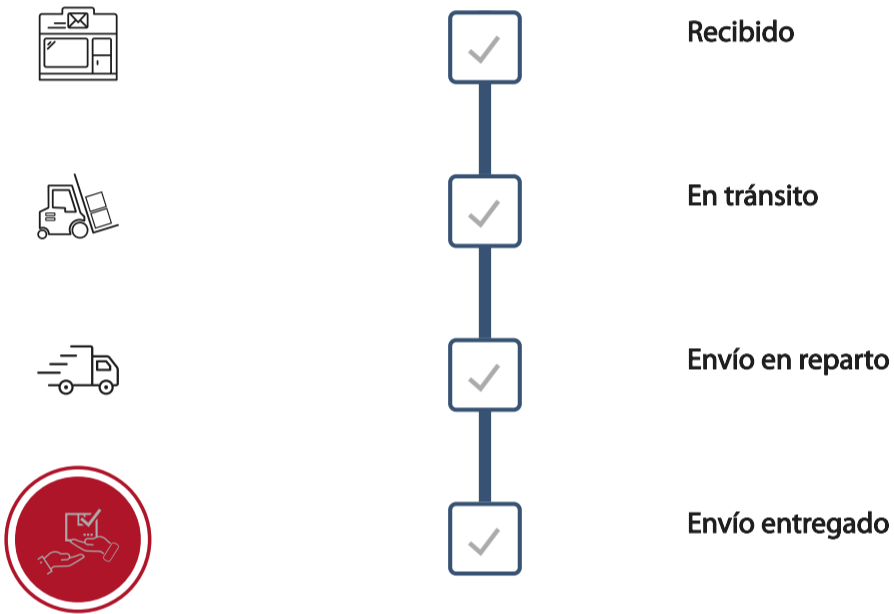 Recibido
En tránsito
Envío en reparto
Envío entregado